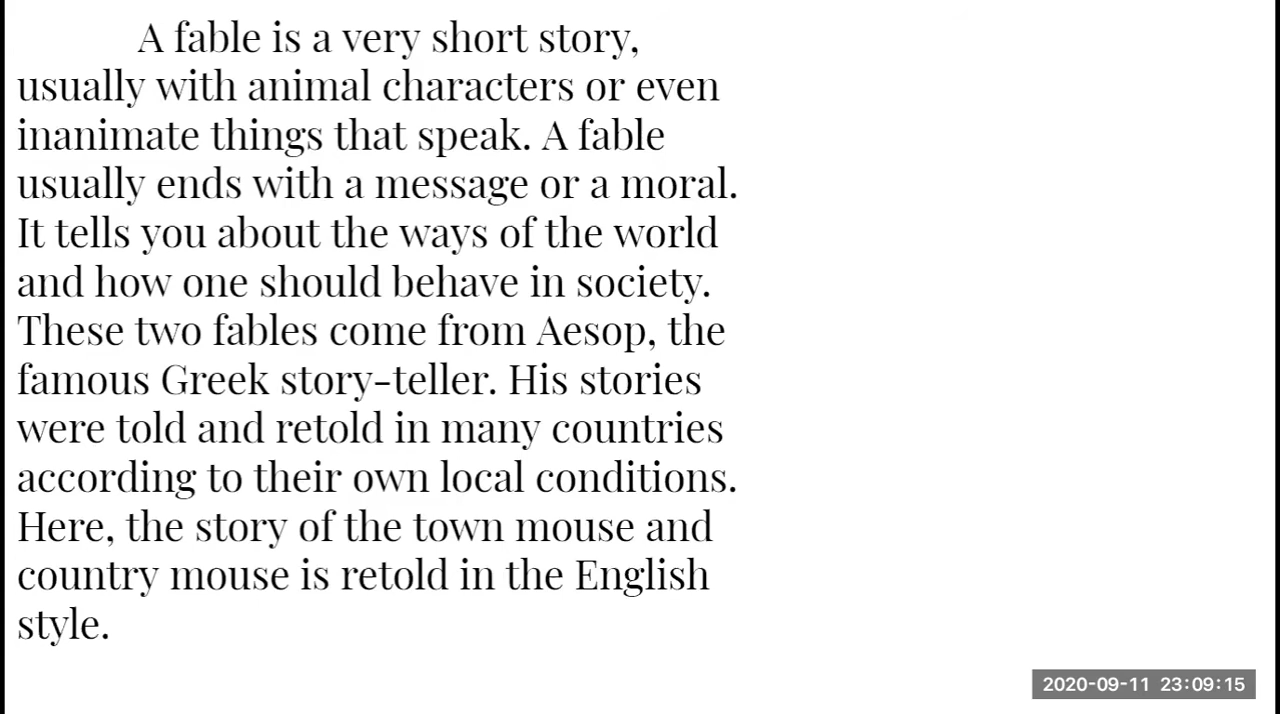 A fable is a very short story,
usually with animal characters or even
inanimate things that speak. A fable
usually ends with a message or a moral.
It tells you about the ways of the world
and how one should behave in society.
These two fables come from Aesop, the
famous Greek story-teller. His stories
were told and retold in many countries
according to their own local conditions.
Here, the story of the town mouse and
country mouse is retold in the English
style.
2020-09-11 23:09:15